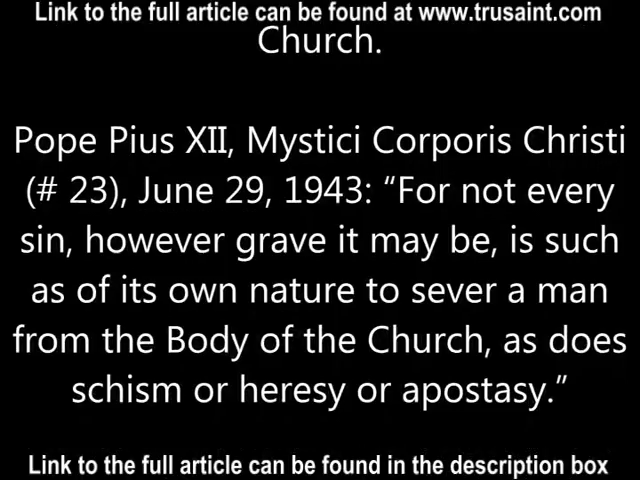 Link to the full article can be found at www.trusaint.com
Church.
Pope Pius XII, Mystici Corporis Christi
(# 23), June 29, 1943: “For not every
sin, however grave it may be, is such
as of its own nature to sever a man
from the Body of the Church, as does
schism or heresy or apostasy.”
Link to the full article can be found in the description box